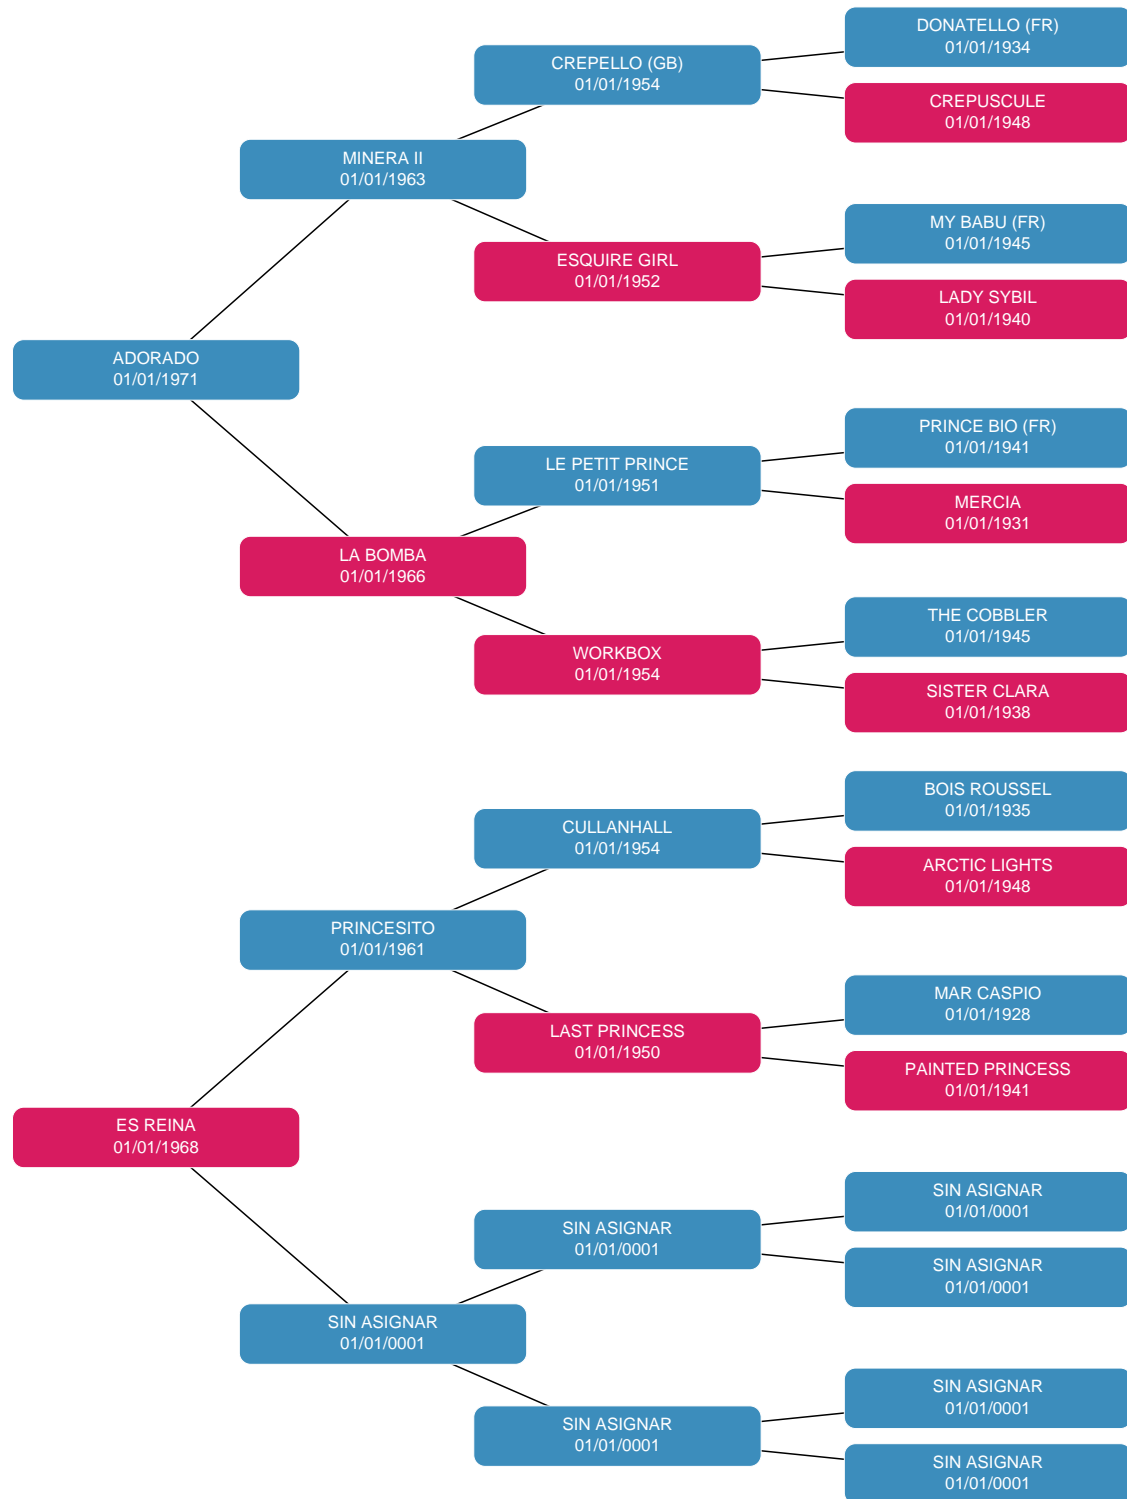 DONATELLO (FR)
01/01/1934
CREPELLO (GB)
01/01/1954
CREPUSCULE
01/01/1948
MINERA II
01/01/1963
MY BABU (FR)
01/01/1945
ESQUIRE GIRL
01/01/1952
LADY SYBIL
01/01/1940
ADORADO
01/01/1971
PRINCE BIO (FR)
01/01/1941
LE PETIT PRINCE
01/01/1951
MERCIA
01/01/1931
LA BOMBA
01/01/1966
THE COBBLER
01/01/1945
WORKBOX
01/01/1954
SISTER CLARA
01/01/1938
BOIS ROUSSEL
01/01/1935
CULLANHALL
01/01/1954
ARCTIC LIGHTS
01/01/1948
PRINCESITO
01/01/1961
MAR CASPIO
01/01/1928
LAST PRINCESS
01/01/1950
PAINTED PRINCESS
01/01/1941
ES REINA
01/01/1968
SIN ASIGNAR
01/01/0001
SIN ASIGNAR
01/01/0001
SIN ASIGNAR
01/01/0001
SIN ASIGNAR
01/01/0001
SIN ASIGNAR
01/01/0001
SIN ASIGNAR
01/01/0001
SIN ASIGNAR
01/01/0001